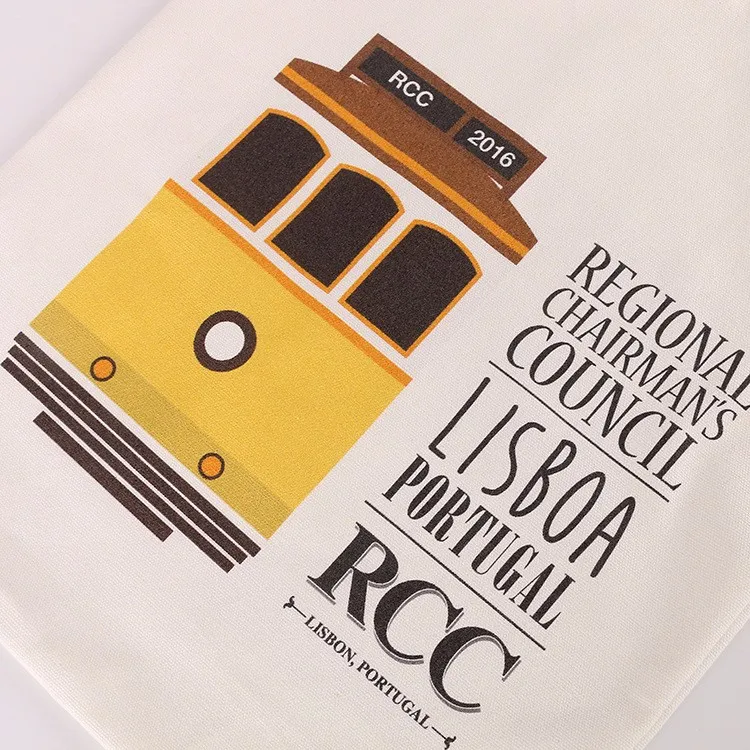 RCC
2016
REGIONAL
CHAIRMAN'S
COUNCIL
LISBOA
PORTUGAL
RCC
LISBON, PORTUGAL